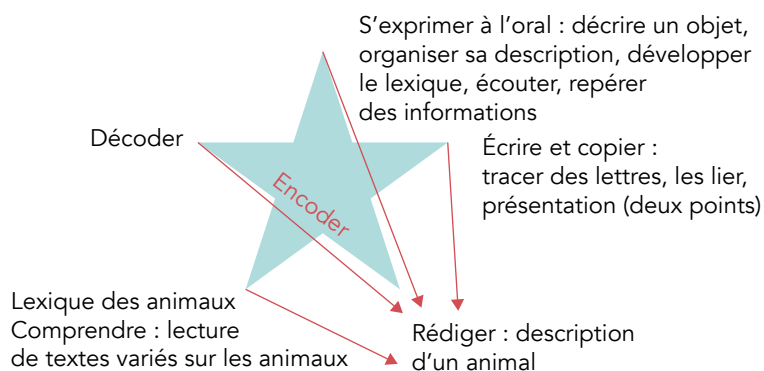 S’exprimer à l’oral : décrire un objet,
organiser sa description, développer
le lexique, écouter, repérer
des informations
Décoder
Écrire et copier :
tracer des lettres, les lier,
présentation (deux points)
Encoder
Lexique des animaux
Comprendre : lecture
de textes variés sur les animaux
Rédiger : description
d’un animal